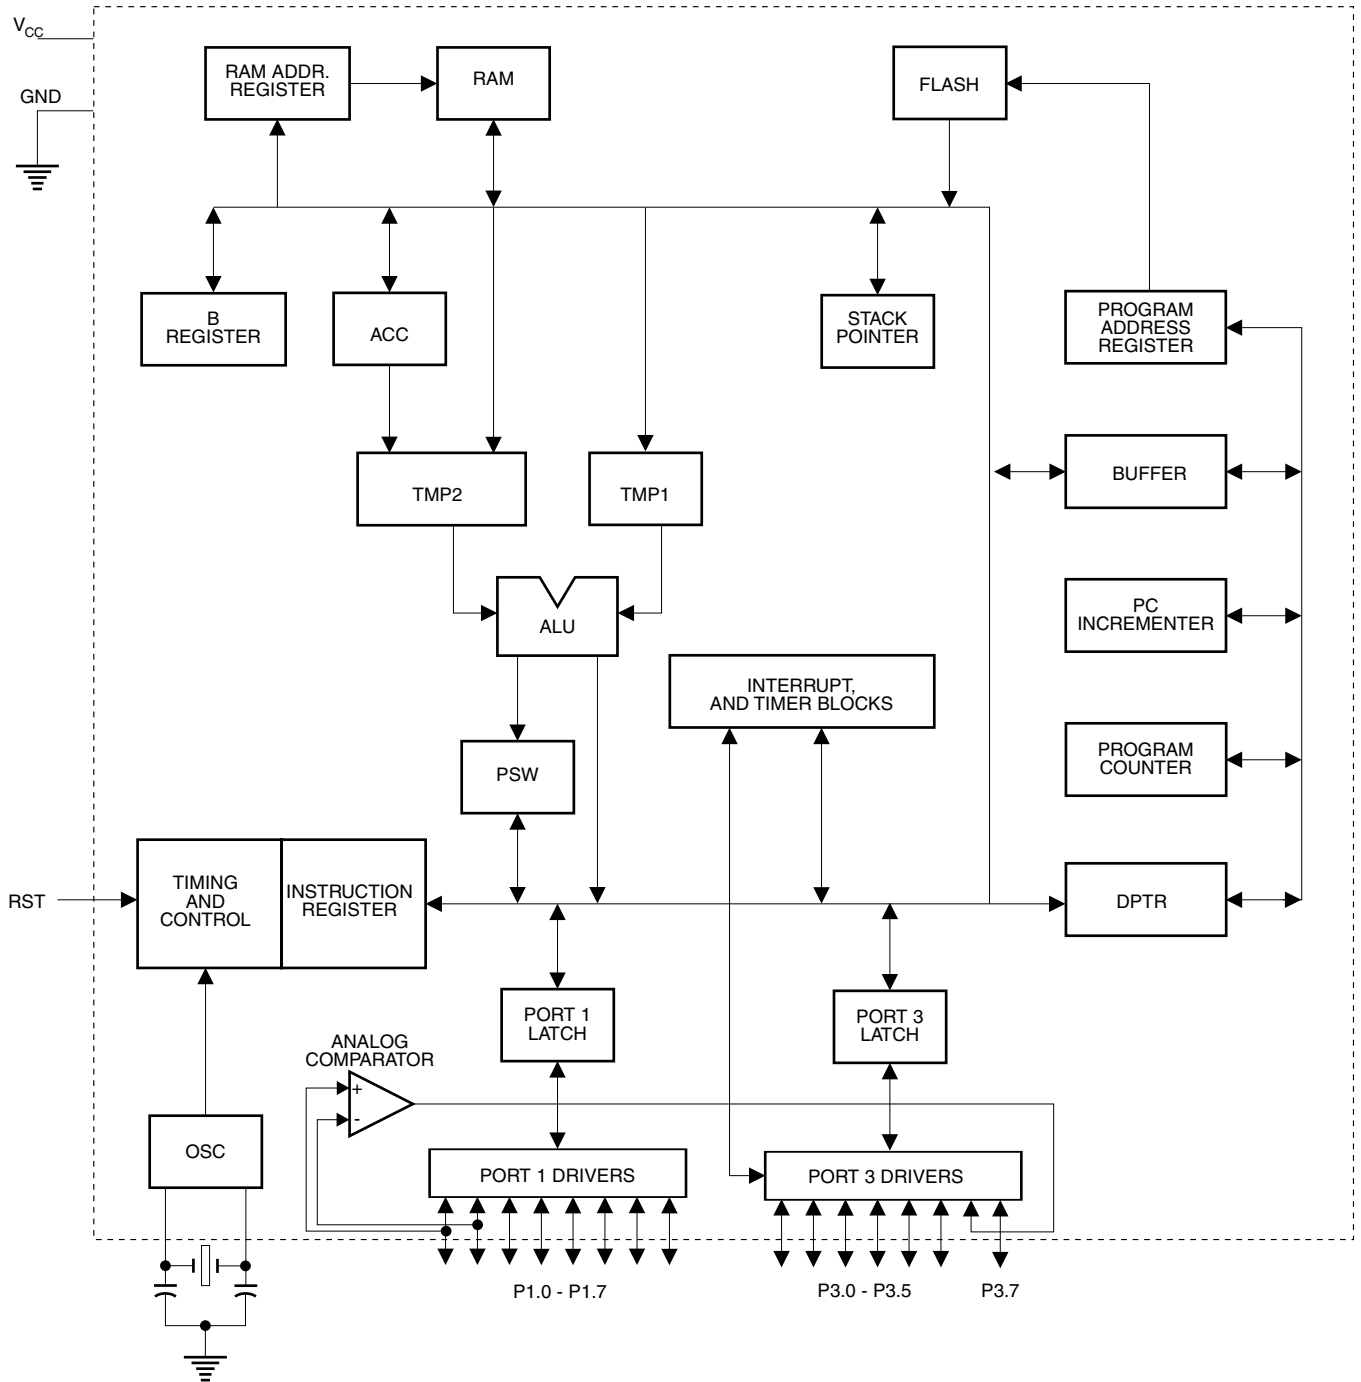 VCC
GND
RAM ADDR.
REGISTER
RAM
FLASH
B
REGISTER
ACC
STACK
POINTER
PROGRAM
ADDRESS
REGISTER
TMP2
TMP1
BUFFER
ALU
PC
INCREMENTER
INTERRUPT,
AND TIMER BLOCKS
PSW
PROGRAM
COUNTER
RST
TIMING
AND
CONTROL
INSTRUCTION
REGISTER
DPTR
PORT 1
LATCH
PORT 3
LATCH
ANALOG
COMPARATOR
+
-
OSC
PORT 1 DRIVERS
PORT 3 DRIVERS
P1.0 - P1.7
P3.0 - P3.5
P3.7